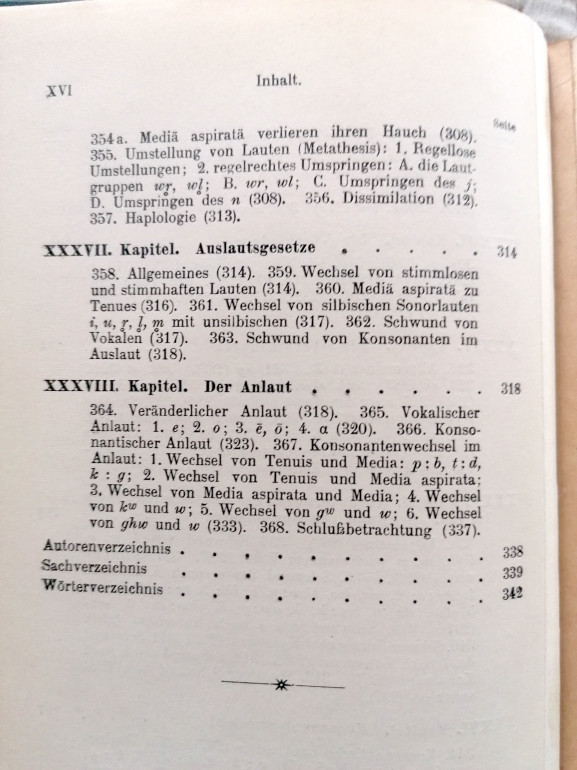 XVI
Inhalt.
Seite
354a. Mediä aspiratä verlieren ihren Hauch (308).
355. Umstellung von Lauten (Metathesis): 1. Regellose
Umstellungen; 2. regelrechtes Umspringen: A. die Laut-
gruppen wr̥, wl̥; B. wr, wl; C. Umspringen des j;
D. Umspringen des n (308). 356. Dissimilation (312).
357. Haplologie (313).
XXXVII. Kapitel. Auslautsgesetze . . . . . 314
358. Allgemeines (314). 359. Wechsel von stimmlosen
und stimmhaften Lauten (314). 360. Mediä aspiratä zu
Tenues (316). 361. Wechsel von silbischen Sonorlauten
i, u, r̥, l̥, m̥ mit unsilbischen (317). 362. Schwund von
Vokalen (317). 363. Schwund von Konsonanten im
Auslaut (318).
XXXVIII. Kapitel. Der Anlaut . . . . . . 318
364. Veränderlicher Anlaut (318). 365. Vokalischer
Anlaut: 1. e; 2. o; 3. ē, ō; 4. a (320). 366. Konso-
nantischer Anlaut (323). 367. Konsonantenwechsel im
Anlaut: 1. Wechsel von Tenuis und Media: p : b, t : d,
k : g; 2. Wechsel von Tenuis und Media aspirata;
3. Wechsel von Media aspirata und Media; 4. Wechsel
von kʷ und w; 5. Wechsel von gʷ und w; 6. Wechsel
von ghw und w (333). 368. Schlußbetrachtung (337).
Autorenverzeichnis . . . . . . . . . . 338
Sachverzeichnis . . . . . . . . . . 339
Wörterverzeichnis . . . . . . . . . . 342